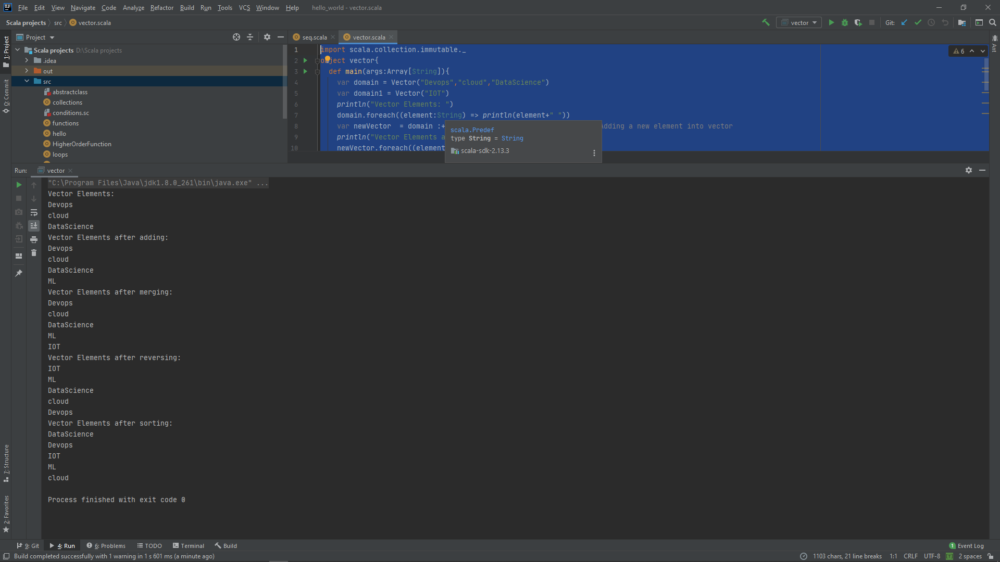 File Edit View Navigate Code Analyze Refactor Build Run Tools VCS Window Help hello_world - vector.scala
Scala projects src vector.scala
vector Git:
1: Project
0: Commit
7: Structure
2: Favorites
Project
Scala projects D:\Scala projects
.idea
out
src
abstractclass
collections
conditions.sc
functions
hello
HigherOrderFunction
loops
seq.scala vector.scala
Ant
6
1 import scala.collection.immutable._
2 object vector{
3 def main(args:Array[String]){
4 var domain = Vector("Devops","cloud","DataScience")
5 var domain1 = Vector("IOT")
6 println("Vector Elements: ")
7 domain.foreach((element:String) => println(element+" "))
8 var newVector  = domain :+ dding a new element into vector
9 println("Vector Elements a
10 newVector.foreach((element
scala.Predef
type String = String
scala-sdk-2.13.3
Run: vector
"C:\Program Files\Java\jdk1.8.0_261\bin\java.exe" ...
Vector Elements:
Devops
cloud
DataScience
Vector Elements after adding:
Devops
cloud
DataScience
ML
Vector Elements after merging:
Devops
cloud
DataScience
ML
IOT
Vector Elements after reversing:
IOT
ML
DataScience
cloud
Devops
Vector Elements after sorting:
DataScience
Devops
IOT
ML
cloud
Process finished with exit code 0
9: Git 4: Run 6: Problems TODO Terminal Build 1 Event Log
Build completed successfully with 1 warning in 1 s 601 ms (a minute ago) 1103 chars, 21 line breaks 1:1 CRLF UTF-8 2 spaces